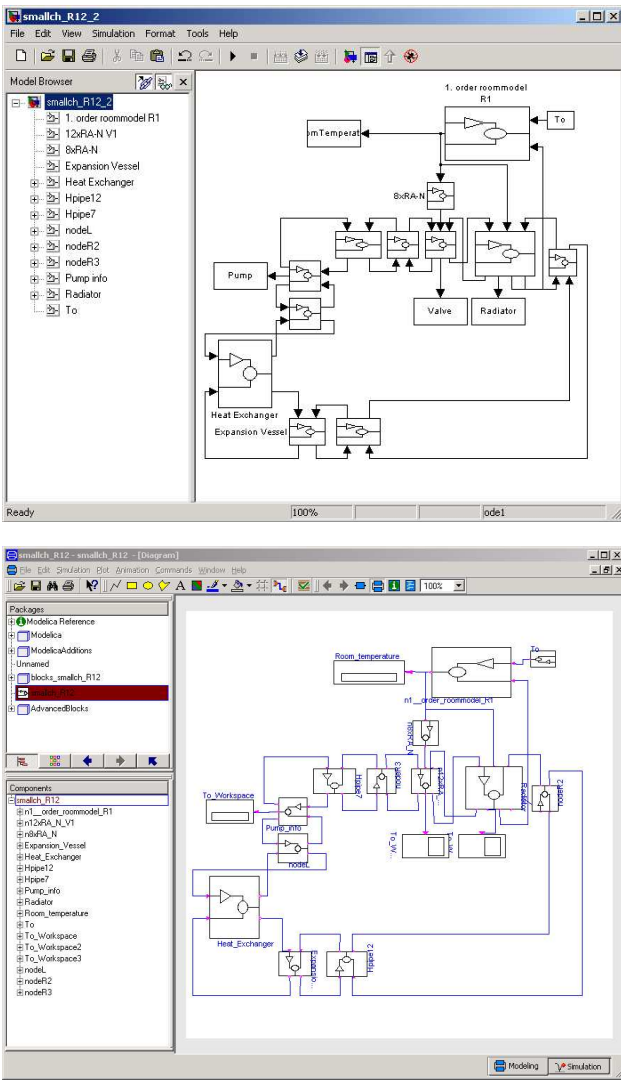 smallch_R12_2
File Edit View Simulation Format Tools Help
Model Browser
smallch_R12_2
1. order roommodel R1
12xRA-N V1
8xRA-N
Expansion Vessel
Heat Exchanger
Hpipe12
Hpipe7
nodeL
nodeR2
nodeR3
Pump info
Radiator
To
1. order roommodel
R1
To
omTemperat
8xRA-N
Pump
Valve
Radiator
Heat Exchanger
Expansion Vessel
Ready
100%
ode1
smallch_R12 - smallch_R12 - [Diagram]
File Edit Simulation Plot Animation Commands Window Help
100%
Packages
Modelica Reference
Modelica
ModelicaAdditions
Unnamed
blocks_smallch_R12
smallch_R12
AdvancedBlocks
Components
smallch_R12
n1__order_roommodel_R1
n12xRA_N_V1
n8xRA_N
Expansion_Vessel
Heat_Exchanger
Hpipe12
Hpipe7
Pump_info
Radiator
Room_temperature
To
To_Workspace
To_Workspace2
To_Workspace3
nodeL
nodeR2
nodeR3
Room_temperature
To
n1__order_roommodel_R1
n8xRA_N
To_Workspace
Hpipe7
nodeR3
n12xRA_...
Radiator
nodeR2
Pump_info
nodeL
To_W...
To_W...
Heat_Exchanger
Expansio...
Hpipe12
Modeling
Simulation